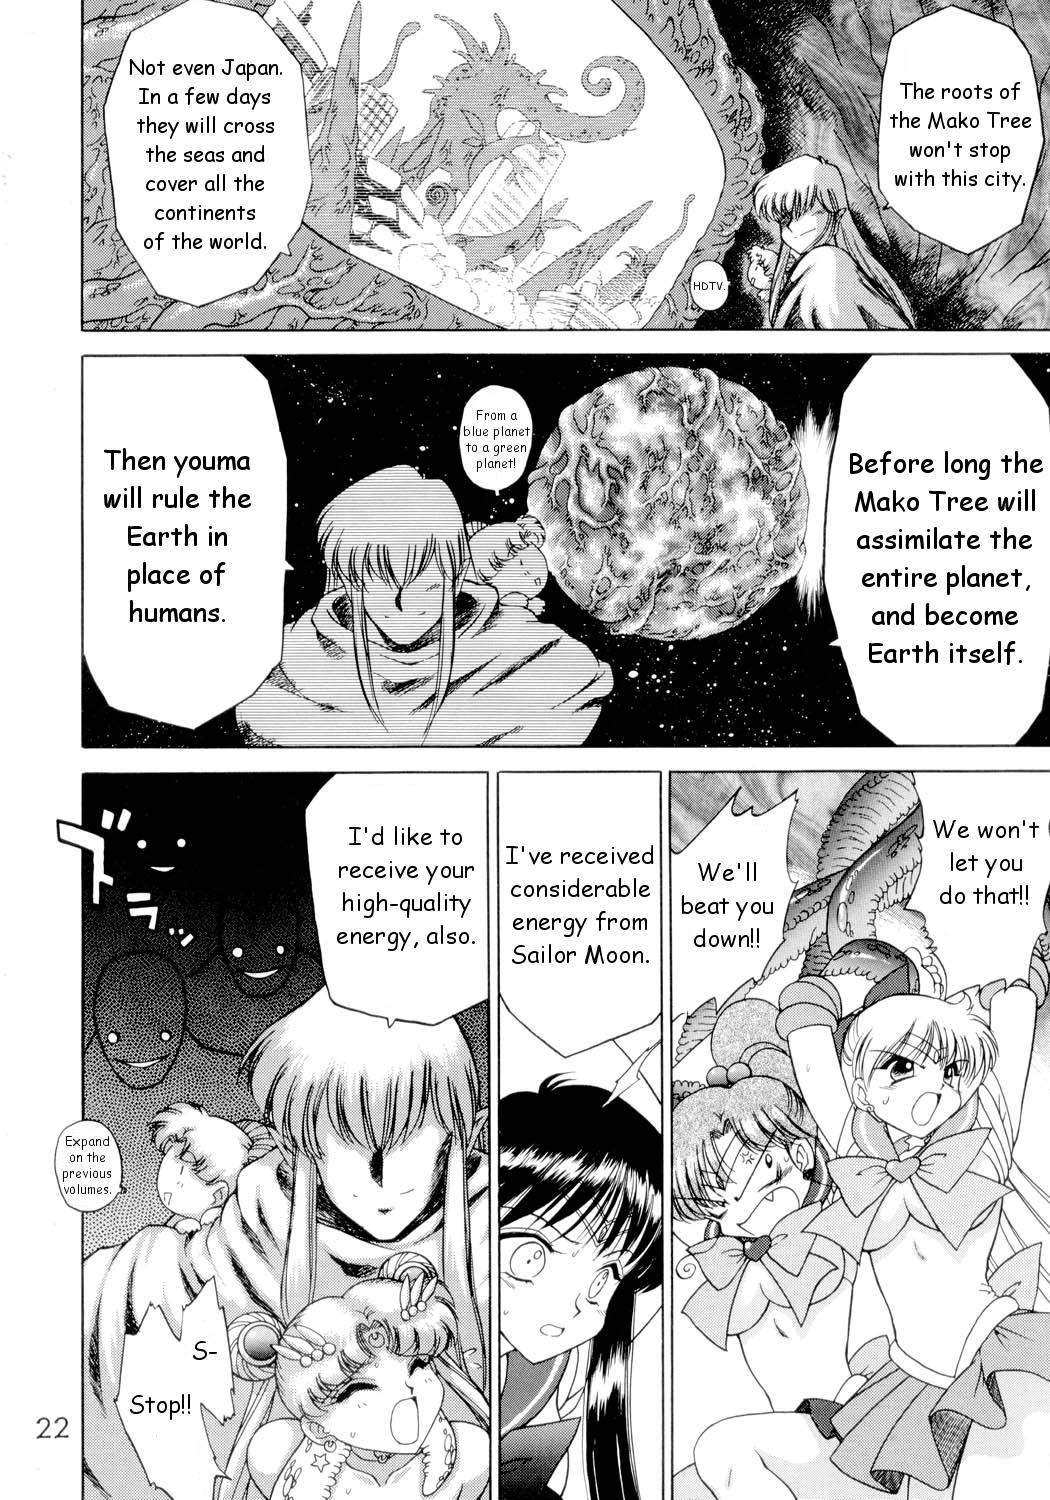 The roots of
the Mako Tree
won't stop
with this city.
Not even Japan.
In a few days
they will cross
the seas and
cover all the
continents
of the world.
HDTV.
Before long the
Mako Tree will
assimilate the
entire planet,
and become
Earth itself.
From a
blue planet
to a green
planet!
Then youma
will rule the
Earth in
place of
humans.
We won't
let you
do that!!
We'll
beat you
down!!
I've received
considerable
energy from
Sailor Moon.
I'd like to
receive your
high-quality
energy, also.
Expand
on the
previous
volumes.
S-
Stop!!
22